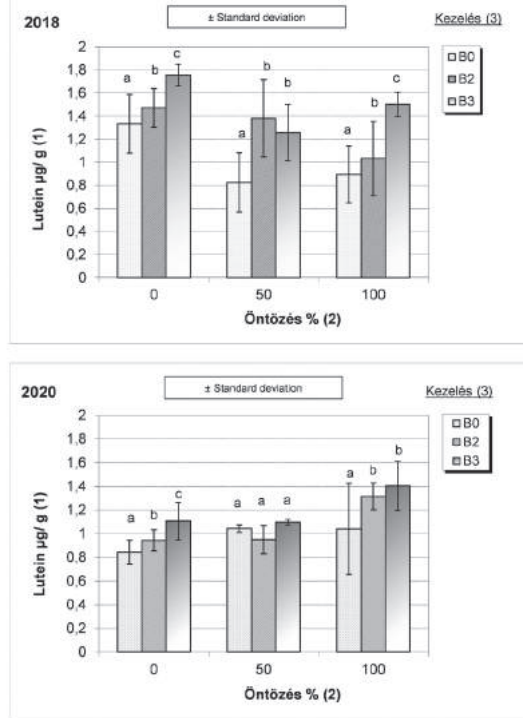 2018
± Standard deviation
Kezelés (3)
B0
B2
B3
Lutein µg/ g (1)
2
1,8
1,6
1,4
1,2
1
0,8
0,6
0,4
0,2
0
a b c
a b b
a b c
0 50 100
Öntözés % (2)
2020
± Standard deviation
Kezelés (3)
B0
B2
B3
Lutein µg/ g (1)
2
1,8
1,6
1,4
1,2
1
0,8
0,6
0,4
0,2
0
a b c
a a a
a b b
0 50 100
Öntözés % (2)